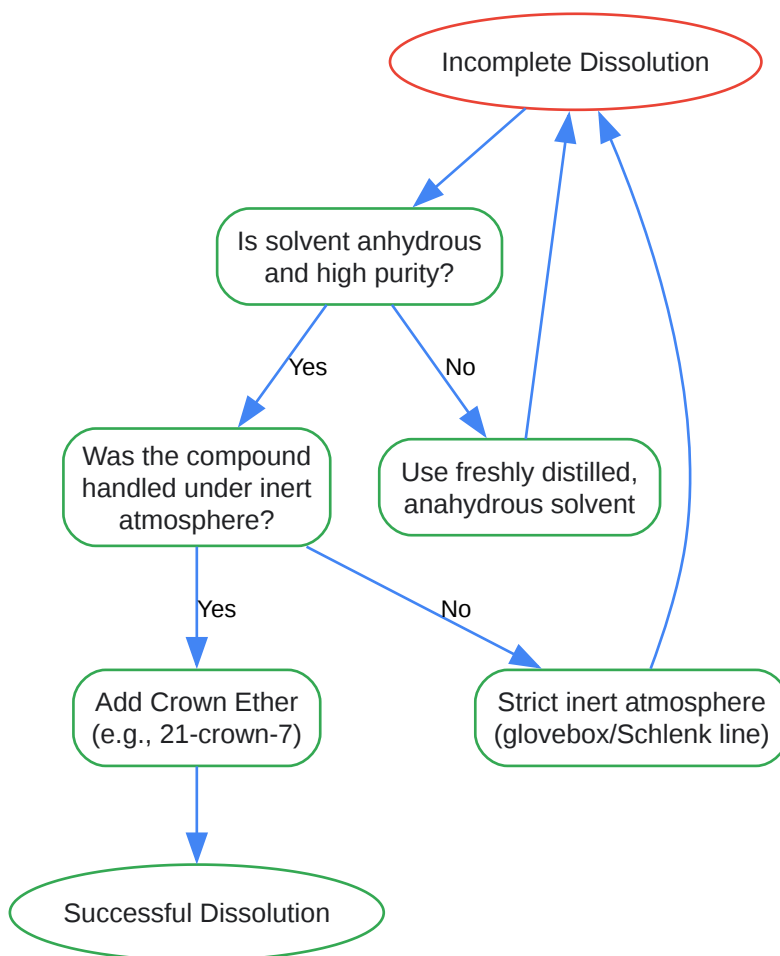 Incomplete Dissolution
Is solvent anhydrous
and high purity?
Yes
No
Was the compound
handled under inert
atmosphere?
Use freshly distilled,
anahydrous solvent
Yes
No
Add Crown Ether
(e.g., 21-crown-7)
Strict inert atmosphere
(glovebox/Schlenk line)
Successful Dissolution